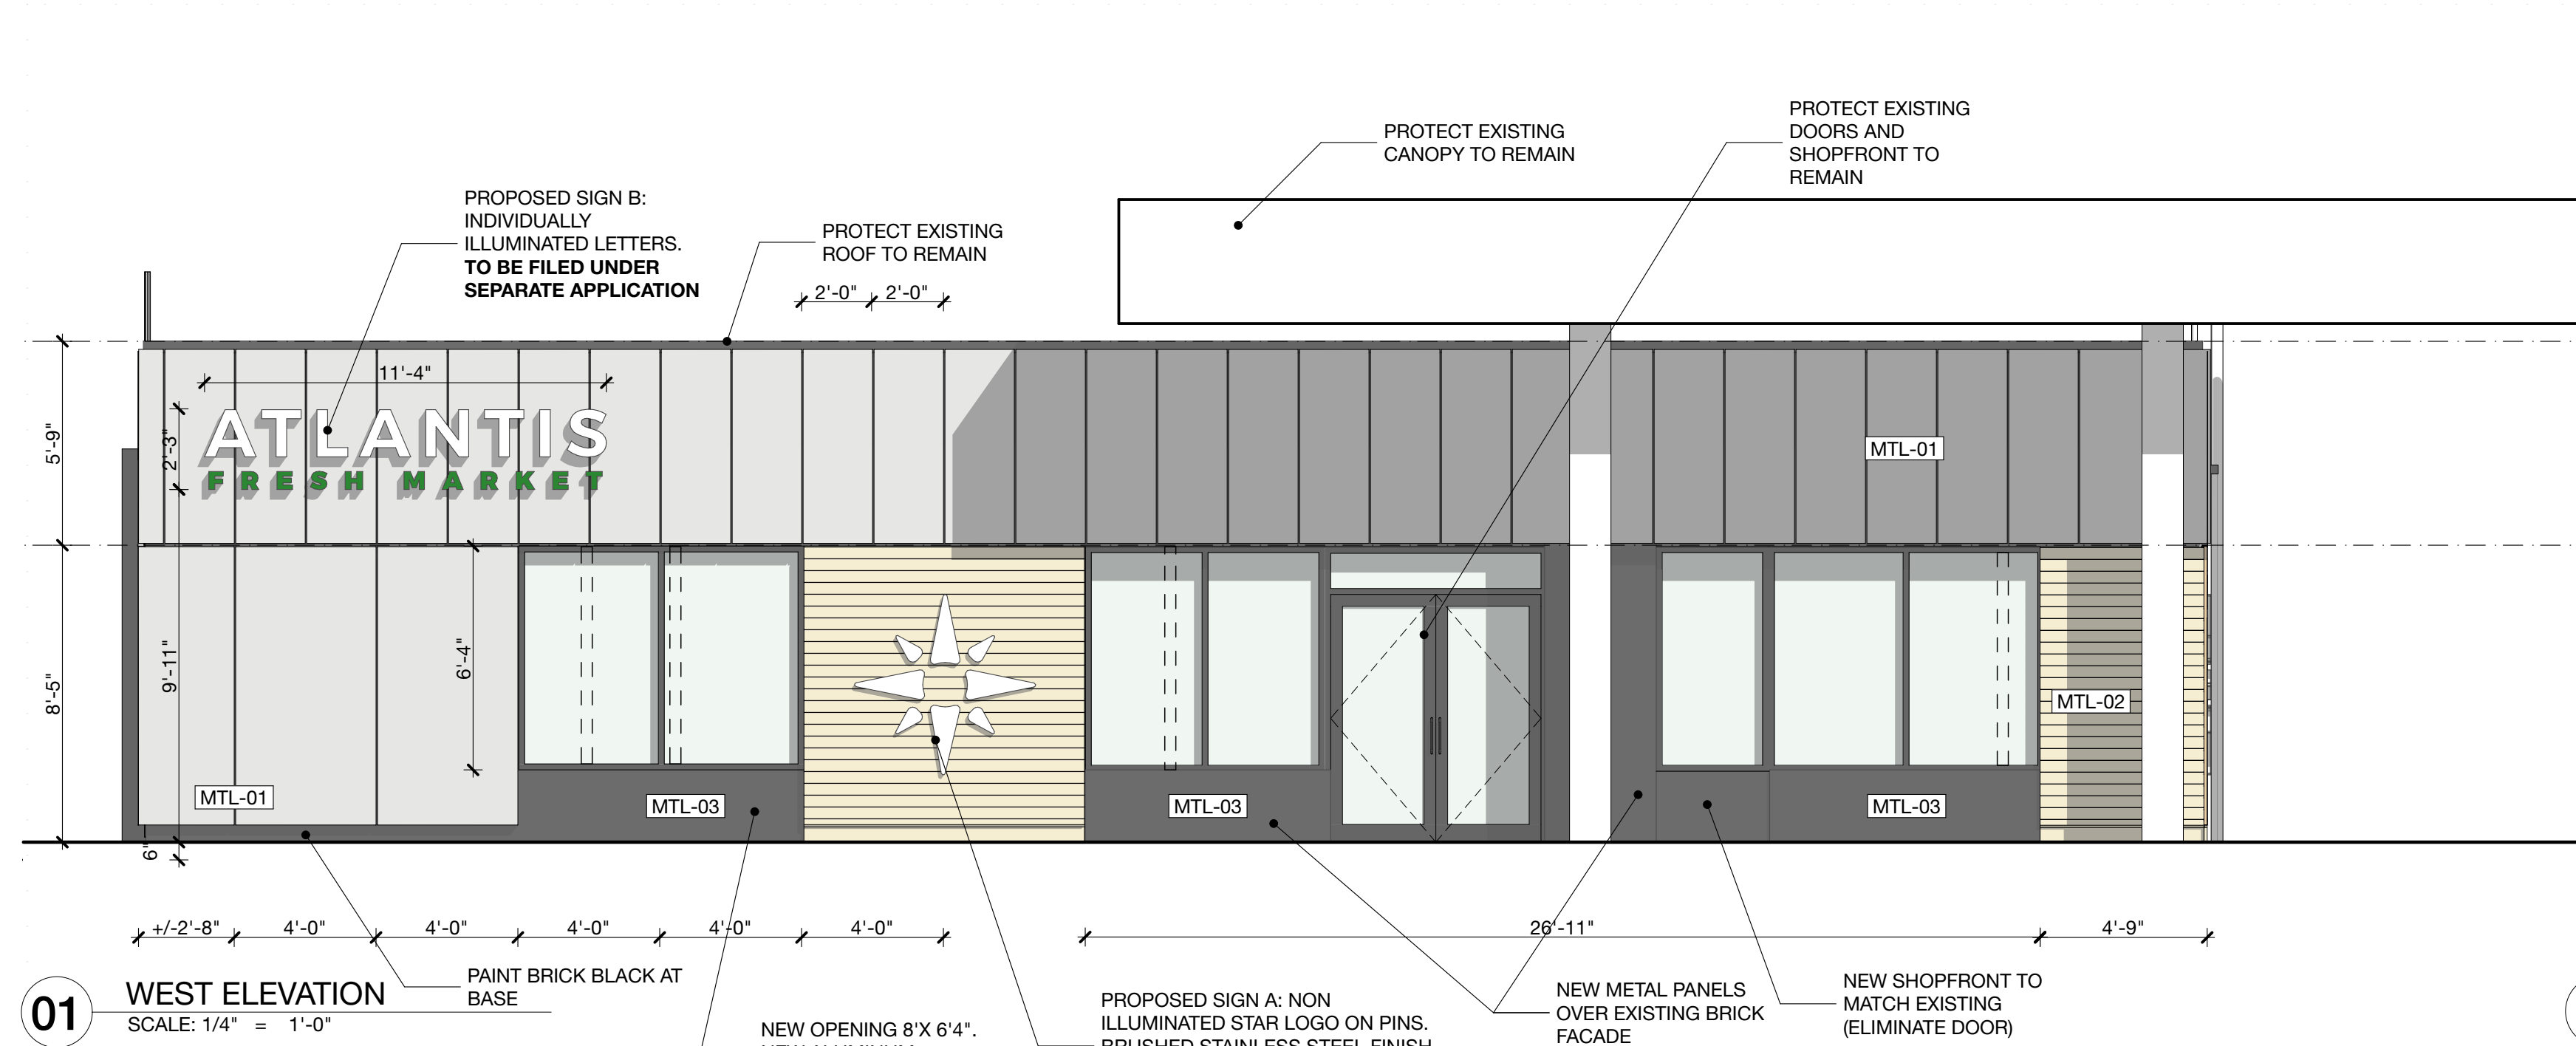 PROTECT EXISTING
DOORS AND
SHOPFRONT TO
REMAIN
PROTECT EXISTING
CANOPY TO REMAIN
PROPOSED SIGN B:
INDIVIDUALLY
ILLUMINATED LETTERS.
TO BE FILED UNDER
SEPARATE APPLICATION
PROTECT EXISTING
ROOF TO REMAIN
2'-0" 2'-0"
11'-4"
5'-9"
2'-3"
ATLANTIS
FRESH MARKET
MTL-01
8'-5"
9'-11"
6'-4"
6"
MTL-01
MTL-03
MTL-03
MTL-03
MTL-02
+/-2'-8" 4'-0" 4'-0" 4'-0" 4'-0" 4'-0" 26'-11" 4'-9"
01
WEST ELEVATION
SCALE: 1/4" = 1'-0"
PAINT BRICK BLACK AT
BASE
NEW OPENING 8'X 6'4".
NEW ALUMINUM
PROPOSED SIGN A: NON
ILLUMINATED STAR LOGO ON PINS.
BRUSHED STAINLESS STEEL FINISH
NEW METAL PANELS
OVER EXISTING BRICK
FACADE
NEW SHOPFRONT TO
MATCH EXISTING
(ELIMINATE DOOR)